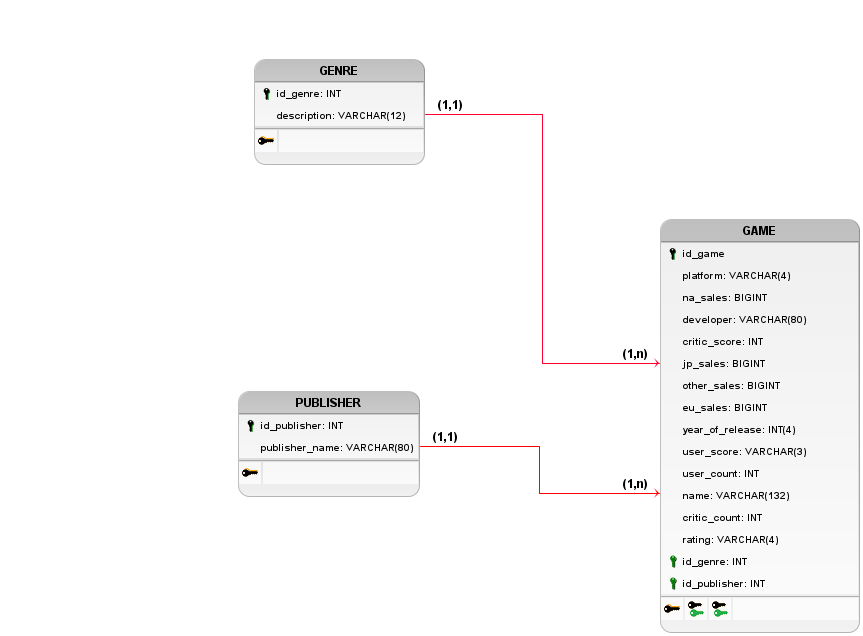 GENRE
id_genre: INT
description: VARCHAR(12)
(1,1)
GAME
id_game
platform: VARCHAR(4)
na_sales: BIGINT
developer: VARCHAR(80)
critic_score: INT
jp_sales: BIGINT
other_sales: BIGINT
eu_sales: BIGINT
year_of_release: INT(4)
user_score: VARCHAR(3)
user_count: INT
name: VARCHAR(132)
critic_count: INT
rating: VARCHAR(4)
id_genre: INT
id_publisher: INT
(1,n)
PUBLISHER
id_publisher: INT
publisher_name: VARCHAR(80)
(1,1)
(1,n)